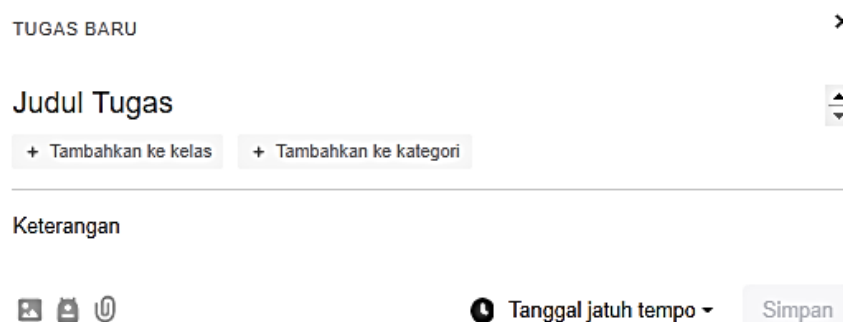 TUGAS BARU
Judul Tugas
+ Tambahkan ke kelas + Tambahkan ke kategori
Keterangan
Tanggal jatuh tempo Simpan